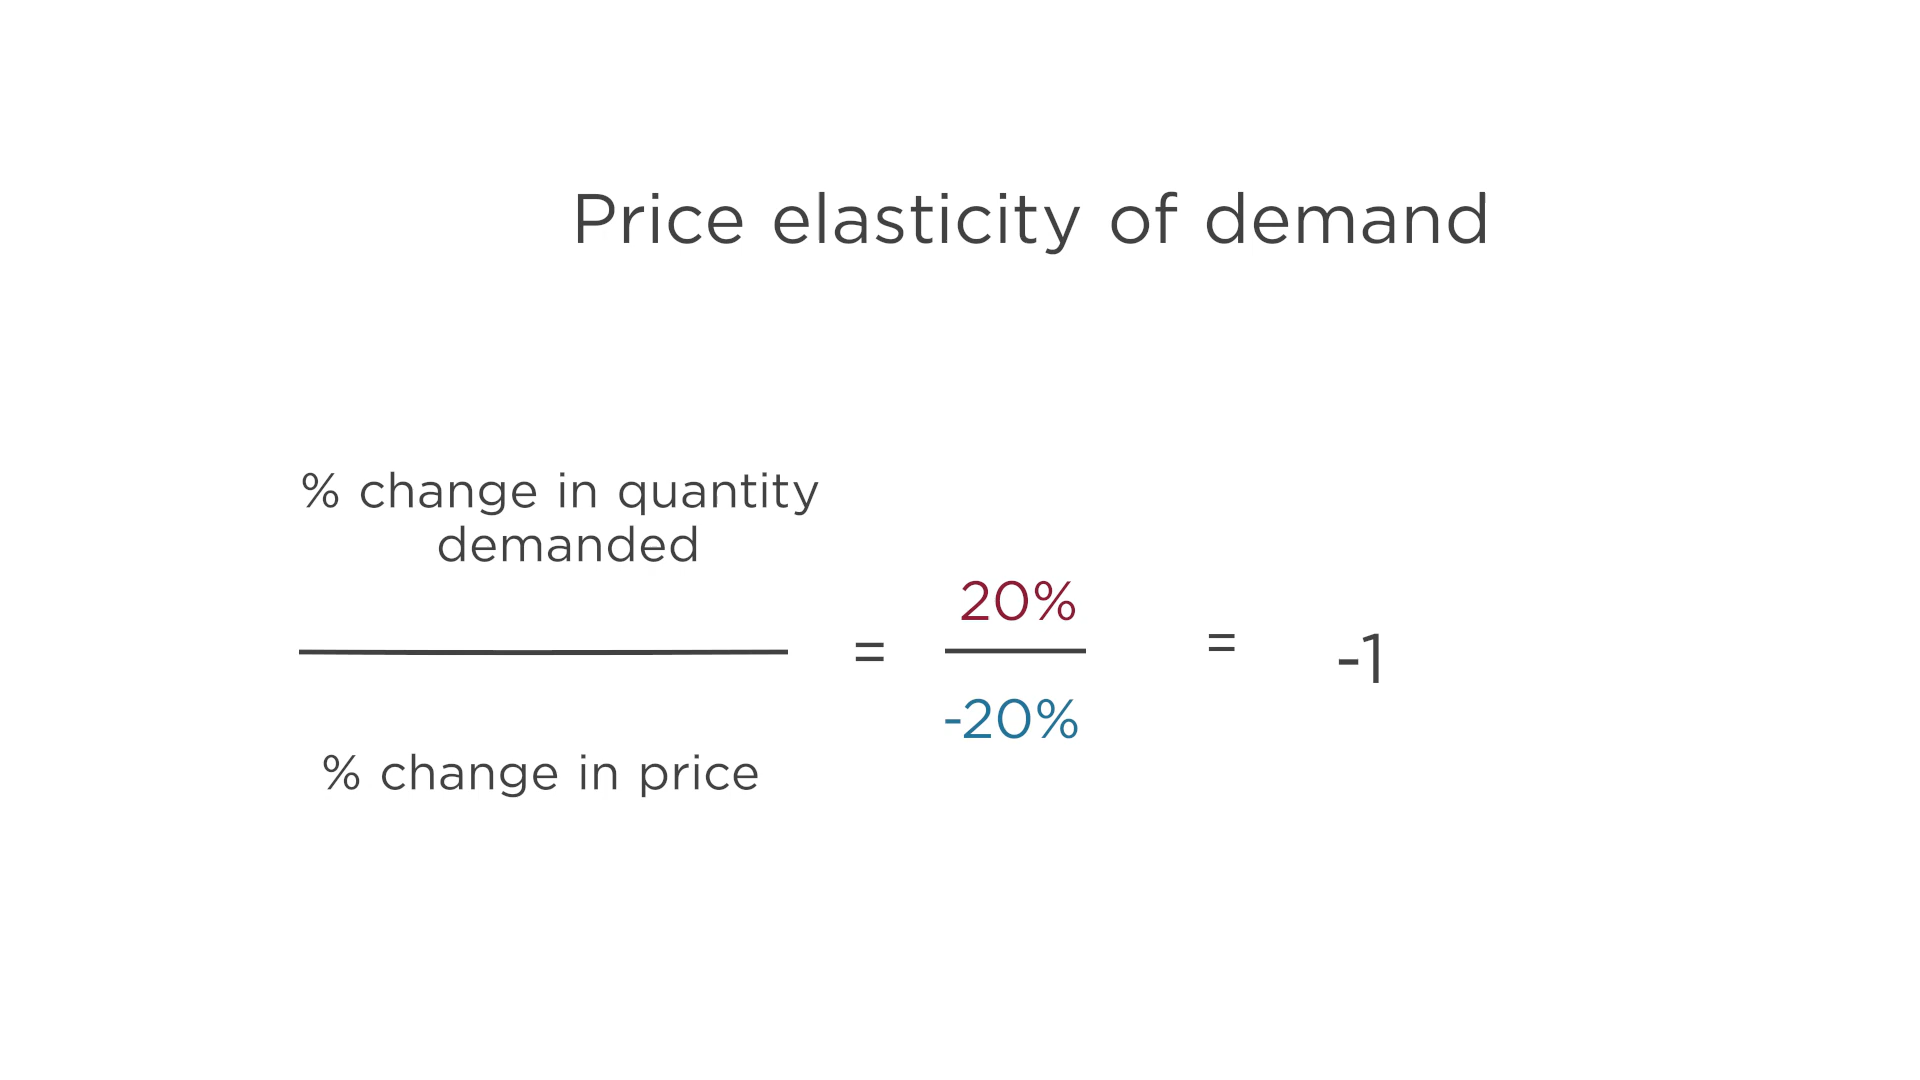 Price elasticity of demand
% change in quantity
demanded
% change in price
=
20%
-20%
=
-1